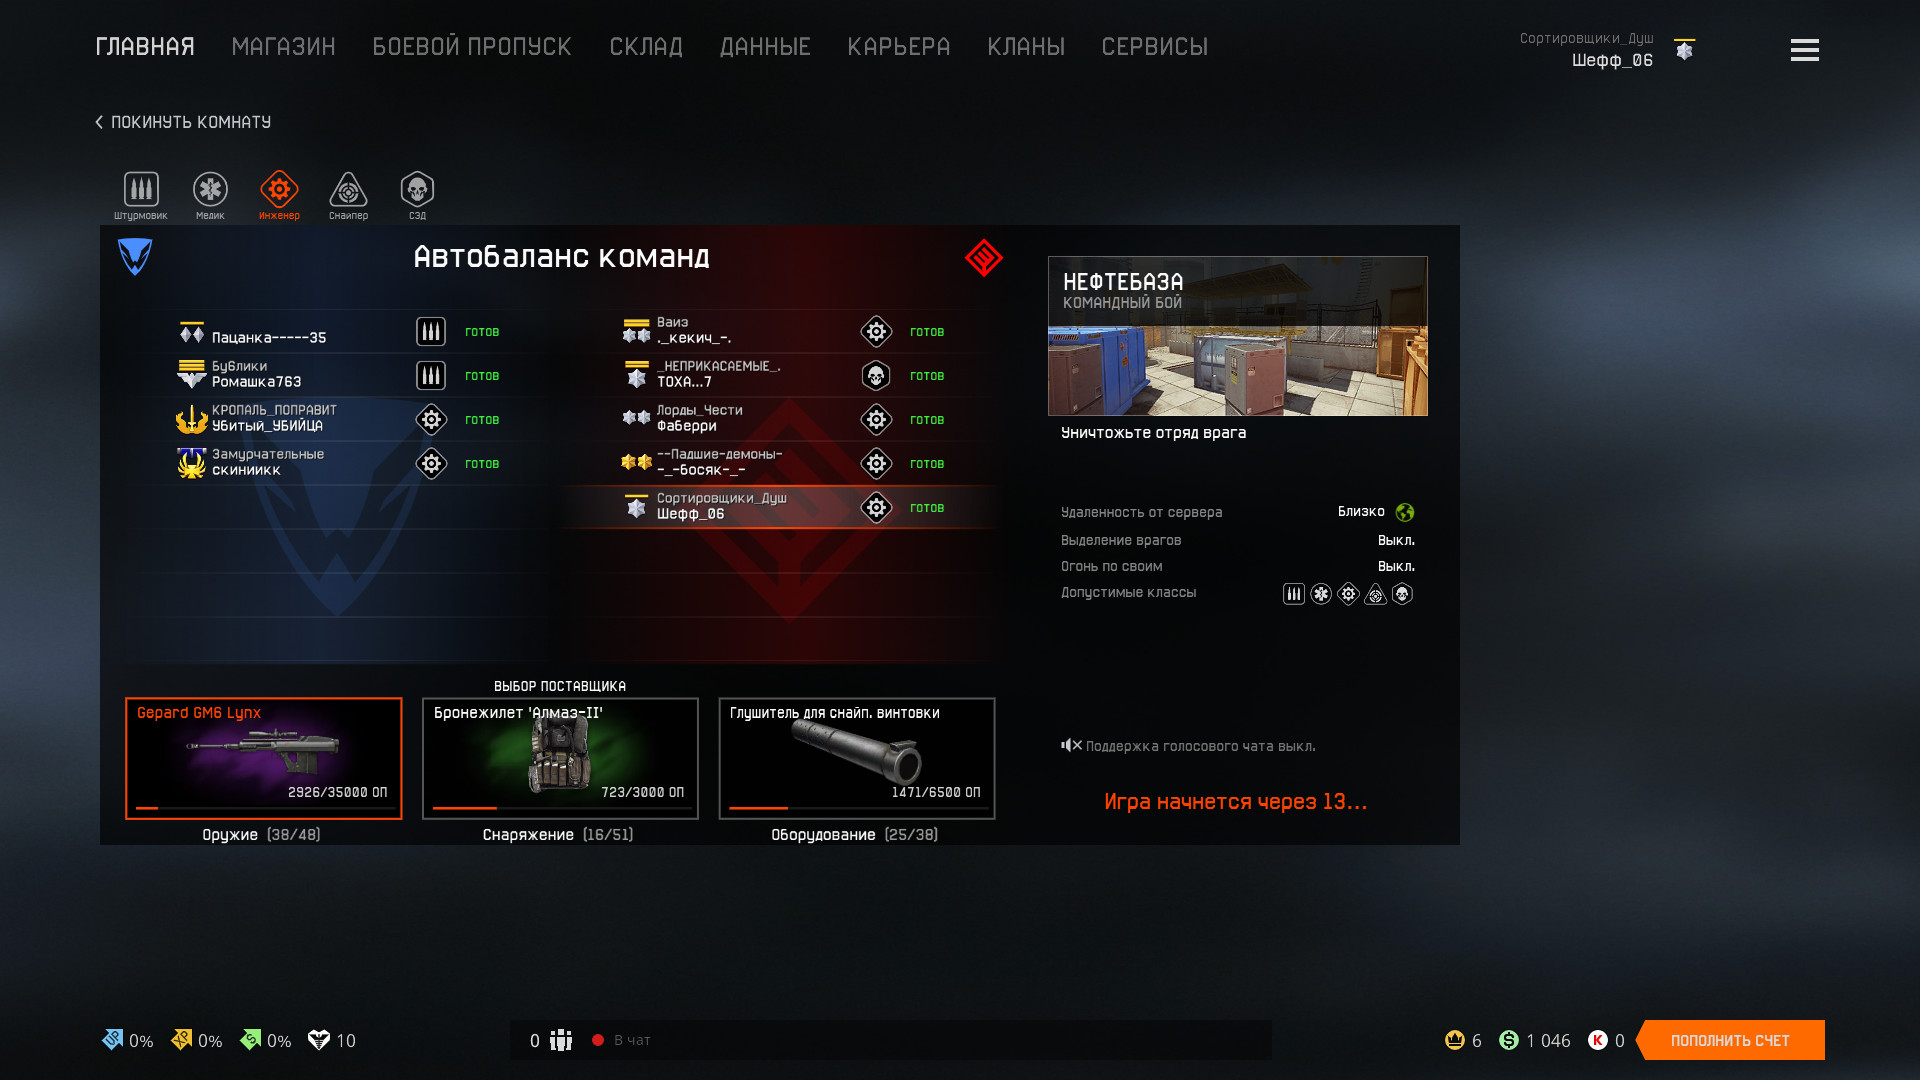 ГЛАВНАЯ МАГАЗИН БОЕВОЙ ПРОПУСК СКЛАД ДАННЫЕ КАРЬЕРА КЛАНЫ СЕРВИСЫ
Сортировщики_Душ
Шефф_06
ПОКИНУТЬ КОМНАТУ
Штурмовик Медик Инженер Снайпер СЭД
Автобаланс команд
Пацанка-----35 ГОТОВ
Бублики
Ромашка763 ГОТОВ
КРОПАЛЬ_ПОПРАВИТ
Убитый_УБИЙЦА ГОТОВ
Замурчательные
скиниикк ГОТОВ
Ваиз
._кекич_-. ГОТОВ
_НЕПРИКАСАЕМЫЕ_.
ТОХА...7 ГОТОВ
Лорды_Чести
Фаберри ГОТОВ
--Падшие-демоны-
-_-босяк-_- ГОТОВ
Сортировщики_Душ
Шефф_06 ГОТОВ
НЕФТЕБАЗА
КОМАНДНЫЙ БОЙ
Уничтожьте отряд врага
Удаленность от сервера Близко
Выделение врагов Выкл.
Огонь по своим Выкл.
Допустимые классы
Поддержка голосового чата выкл.
Игра начнется через 13...
ВЫБОР ПОСТАВЩИКА
Gepard GM6 Lynx
2926/35000 ОП
Оружие (38/48)
Бронежилет 'Алмаз-II'
723/3000 ОП
Снаряжение (16/51)
Глушитель для снайп. винтовки
1471/6500 ОП
Оборудование (25/38)
0% 0% 0% 10
0 В чат
6 1 046 K 0
ПОПОЛНИТЬ СЧЕТ